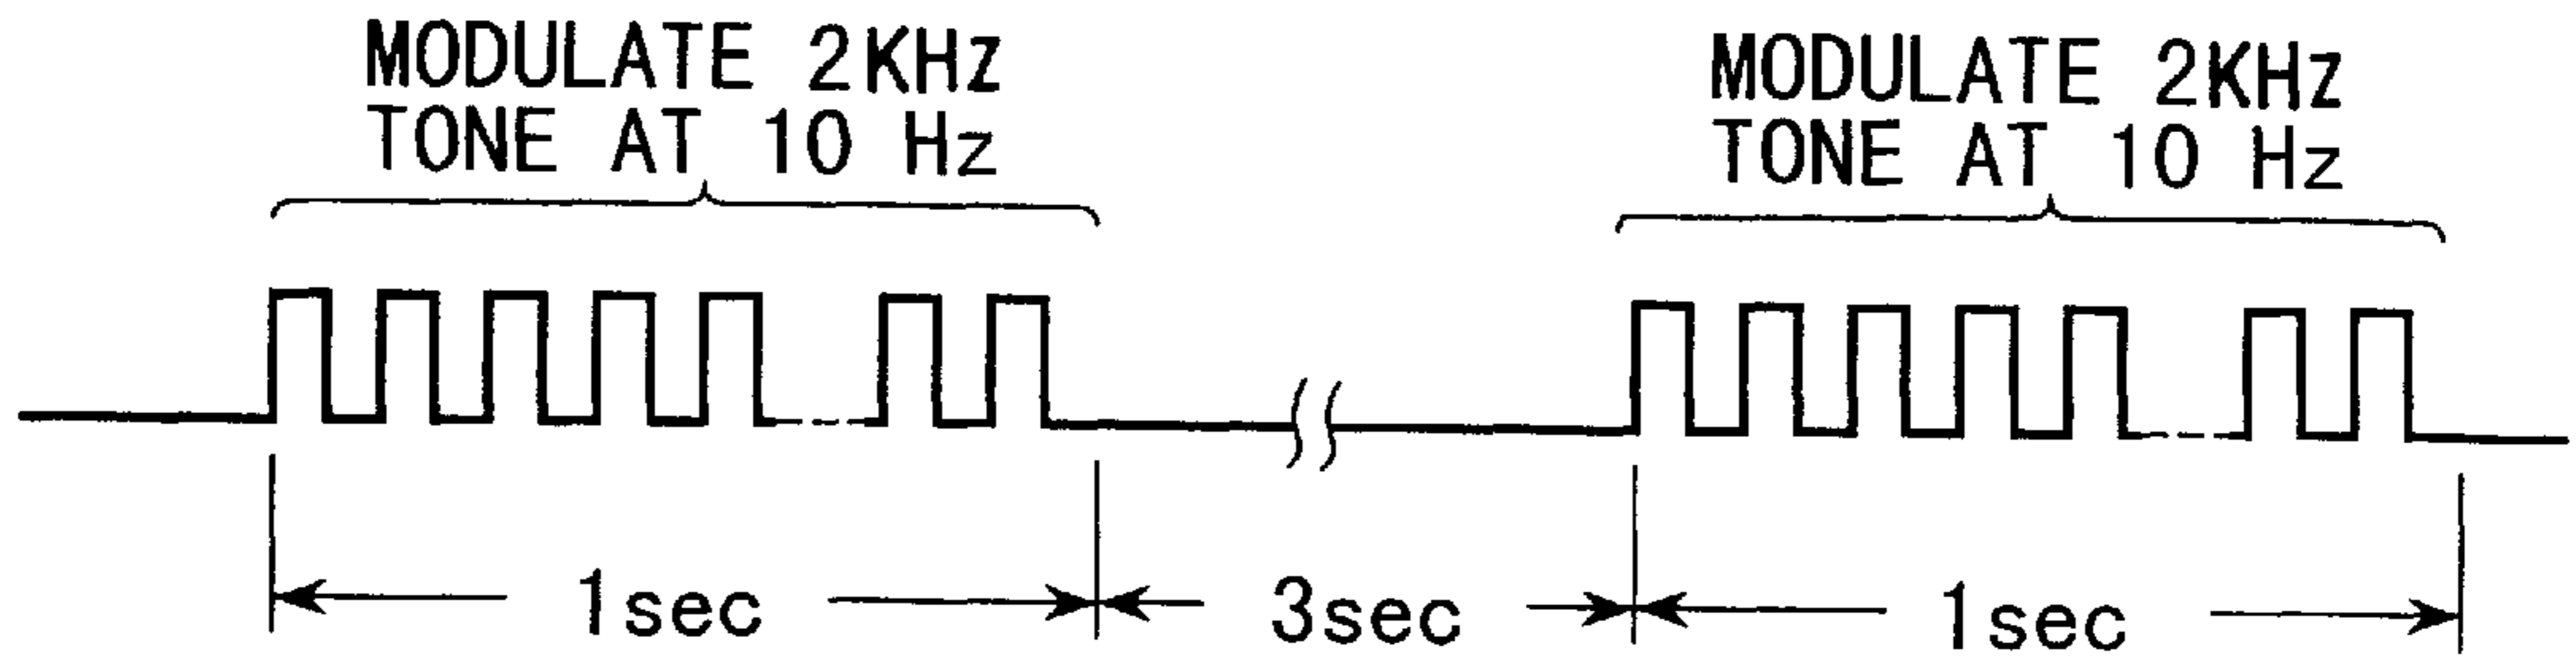 MODULATE 2KHz
TONE AT 10 Hz
MODULATE 2KHz
TONE AT 10 Hz
1sec
3sec
1sec